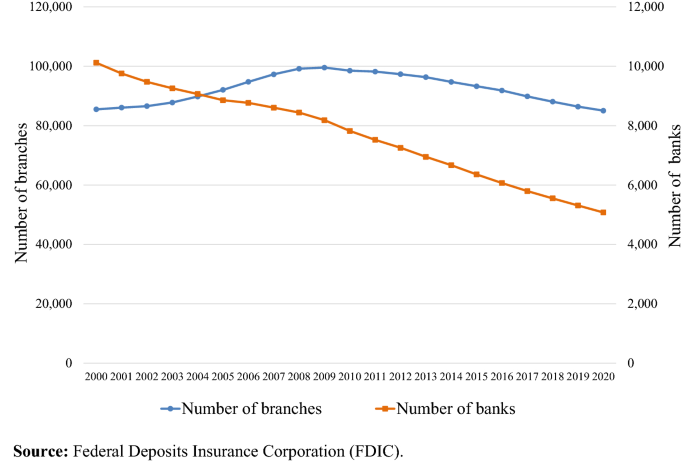 120,000
100,000
80,000
60,000
40,000
20,000
0
Number of branches
12,000
10,000
8,000
6,000
4,000
2,000
0
Number of banks
2000 2001 2002 2003 2004 2005 2006 2007 2008 2009 2010 2011 2012 2013 2014 2015 2016 2017 2018 2019 2020
Number of branches Number of banks
Source: Federal Deposits Insurance Corporation (FDIC).